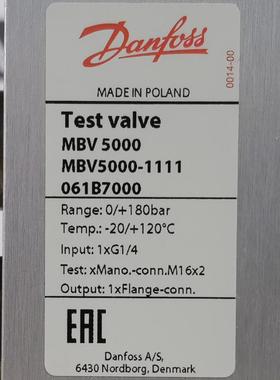 Danfoss
0014-00
MADE IN POLAND
Test valve
MBV 5000
MBV5000-1111
061B7000
Range: 0/+180bar
Temp.: -20/+120°C
Input: 1xG1/4
Test: xMano.-conn.M16x2
Output: 1xFlange-conn.
EAC
Danfoss A/S,
6430 Nordborg, Denmark